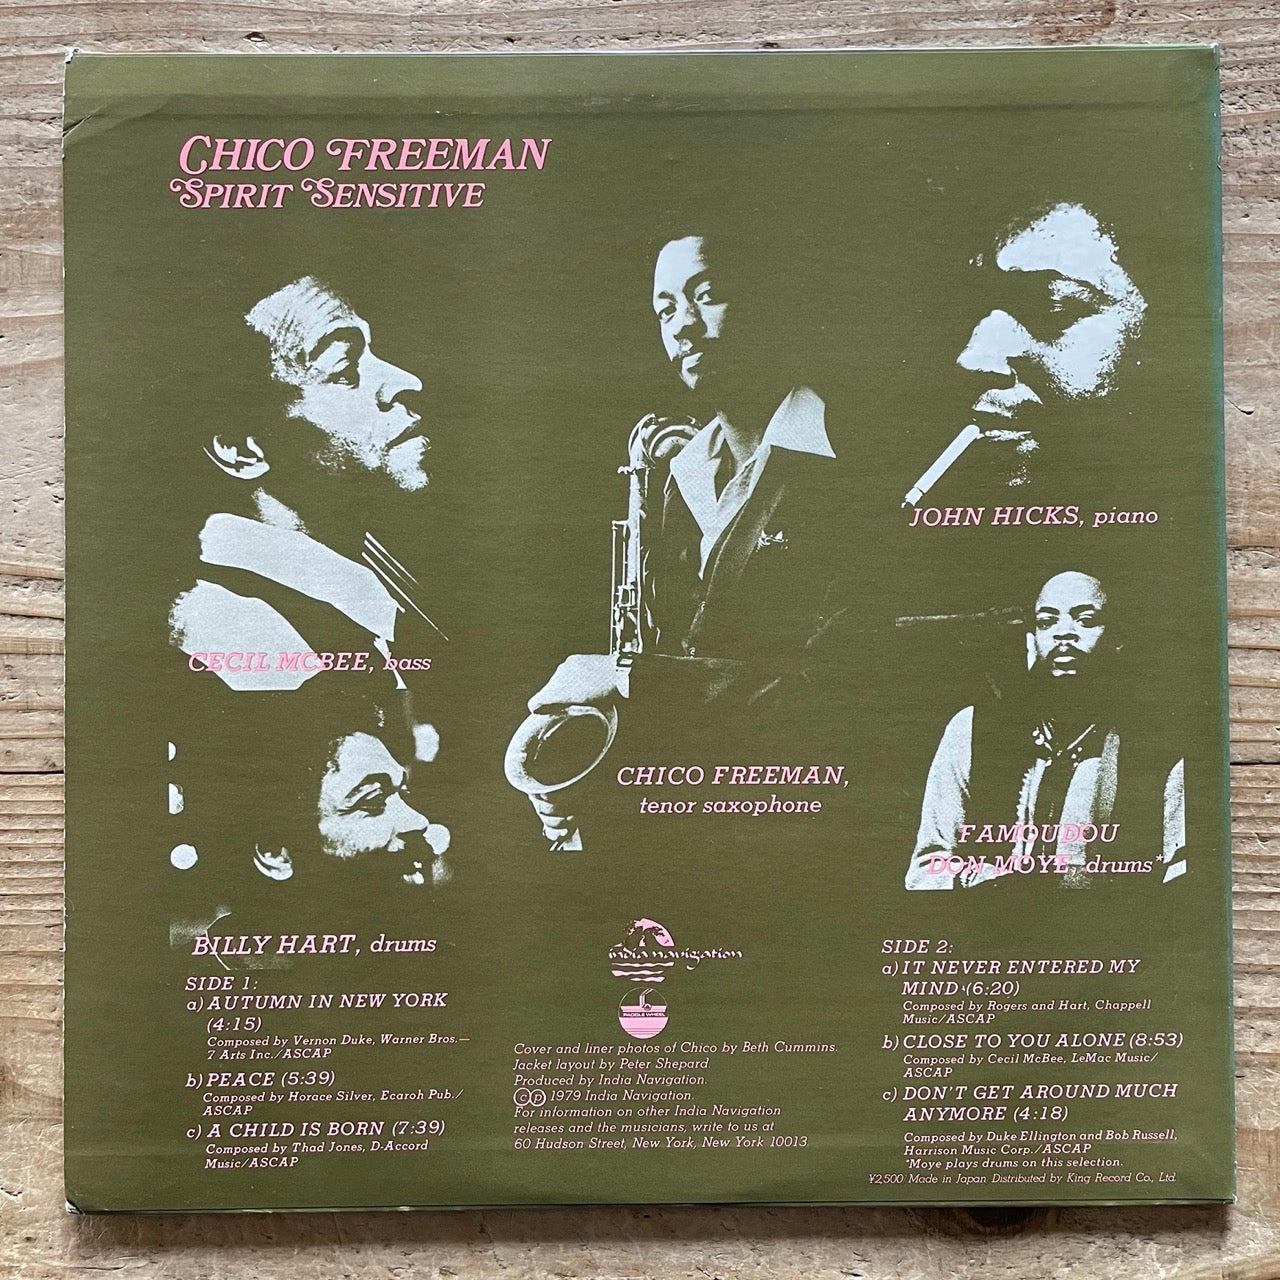 CHICO FREEMAN
SPIRIT SENSITIVE
JOHN HICKS, piano
CECIL MCBEE, bass
CHICO FREEMAN,
tenor saxophone
FAMOUDOU
DON MOYE, drums*
BILLY HART, drums
SIDE 1:
a) AUTUMN IN NEW YORK
(4:15)
Composed by Vernon Duke, Warner Bros.—
7 Arts Inc./ASCAP
b) PEACE (5:39)
Composed by Horace Silver, Ecaroh Pub./
ASCAP
c) A CHILD IS BORN (7:39)
Composed by Thad Jones, D-Accord
Music/ASCAP
india navigation
PADDLE WHEEL
Cover and liner photos of Chico by Beth Cummins.
Jacket layout by Peter Shepard.
Produced by India Navigation.
©℗ 1979 India Navigation.
For information on other India Navigation
releases and the musicians, write to us at
60 Hudson Street, New York, New York 10013.
SIDE 2:
a) IT NEVER ENTERED MY
MIND (6:20)
Composed by Rogers and Hart, Chappell
Music/ASCAP
b) CLOSE TO YOU ALONE (8:53)
Composed by Cecil McBee, LeMac Music/
ASCAP
c) DON'T GET AROUND MUCH
ANYMORE (4:18)
Composed by Duke Ellington and Bob Russell,
Harrison Music Corp./ASCAP
*Moye plays drums on this selection.
¥2,500 Made in Japan Distributed by King Record Co., Ltd.